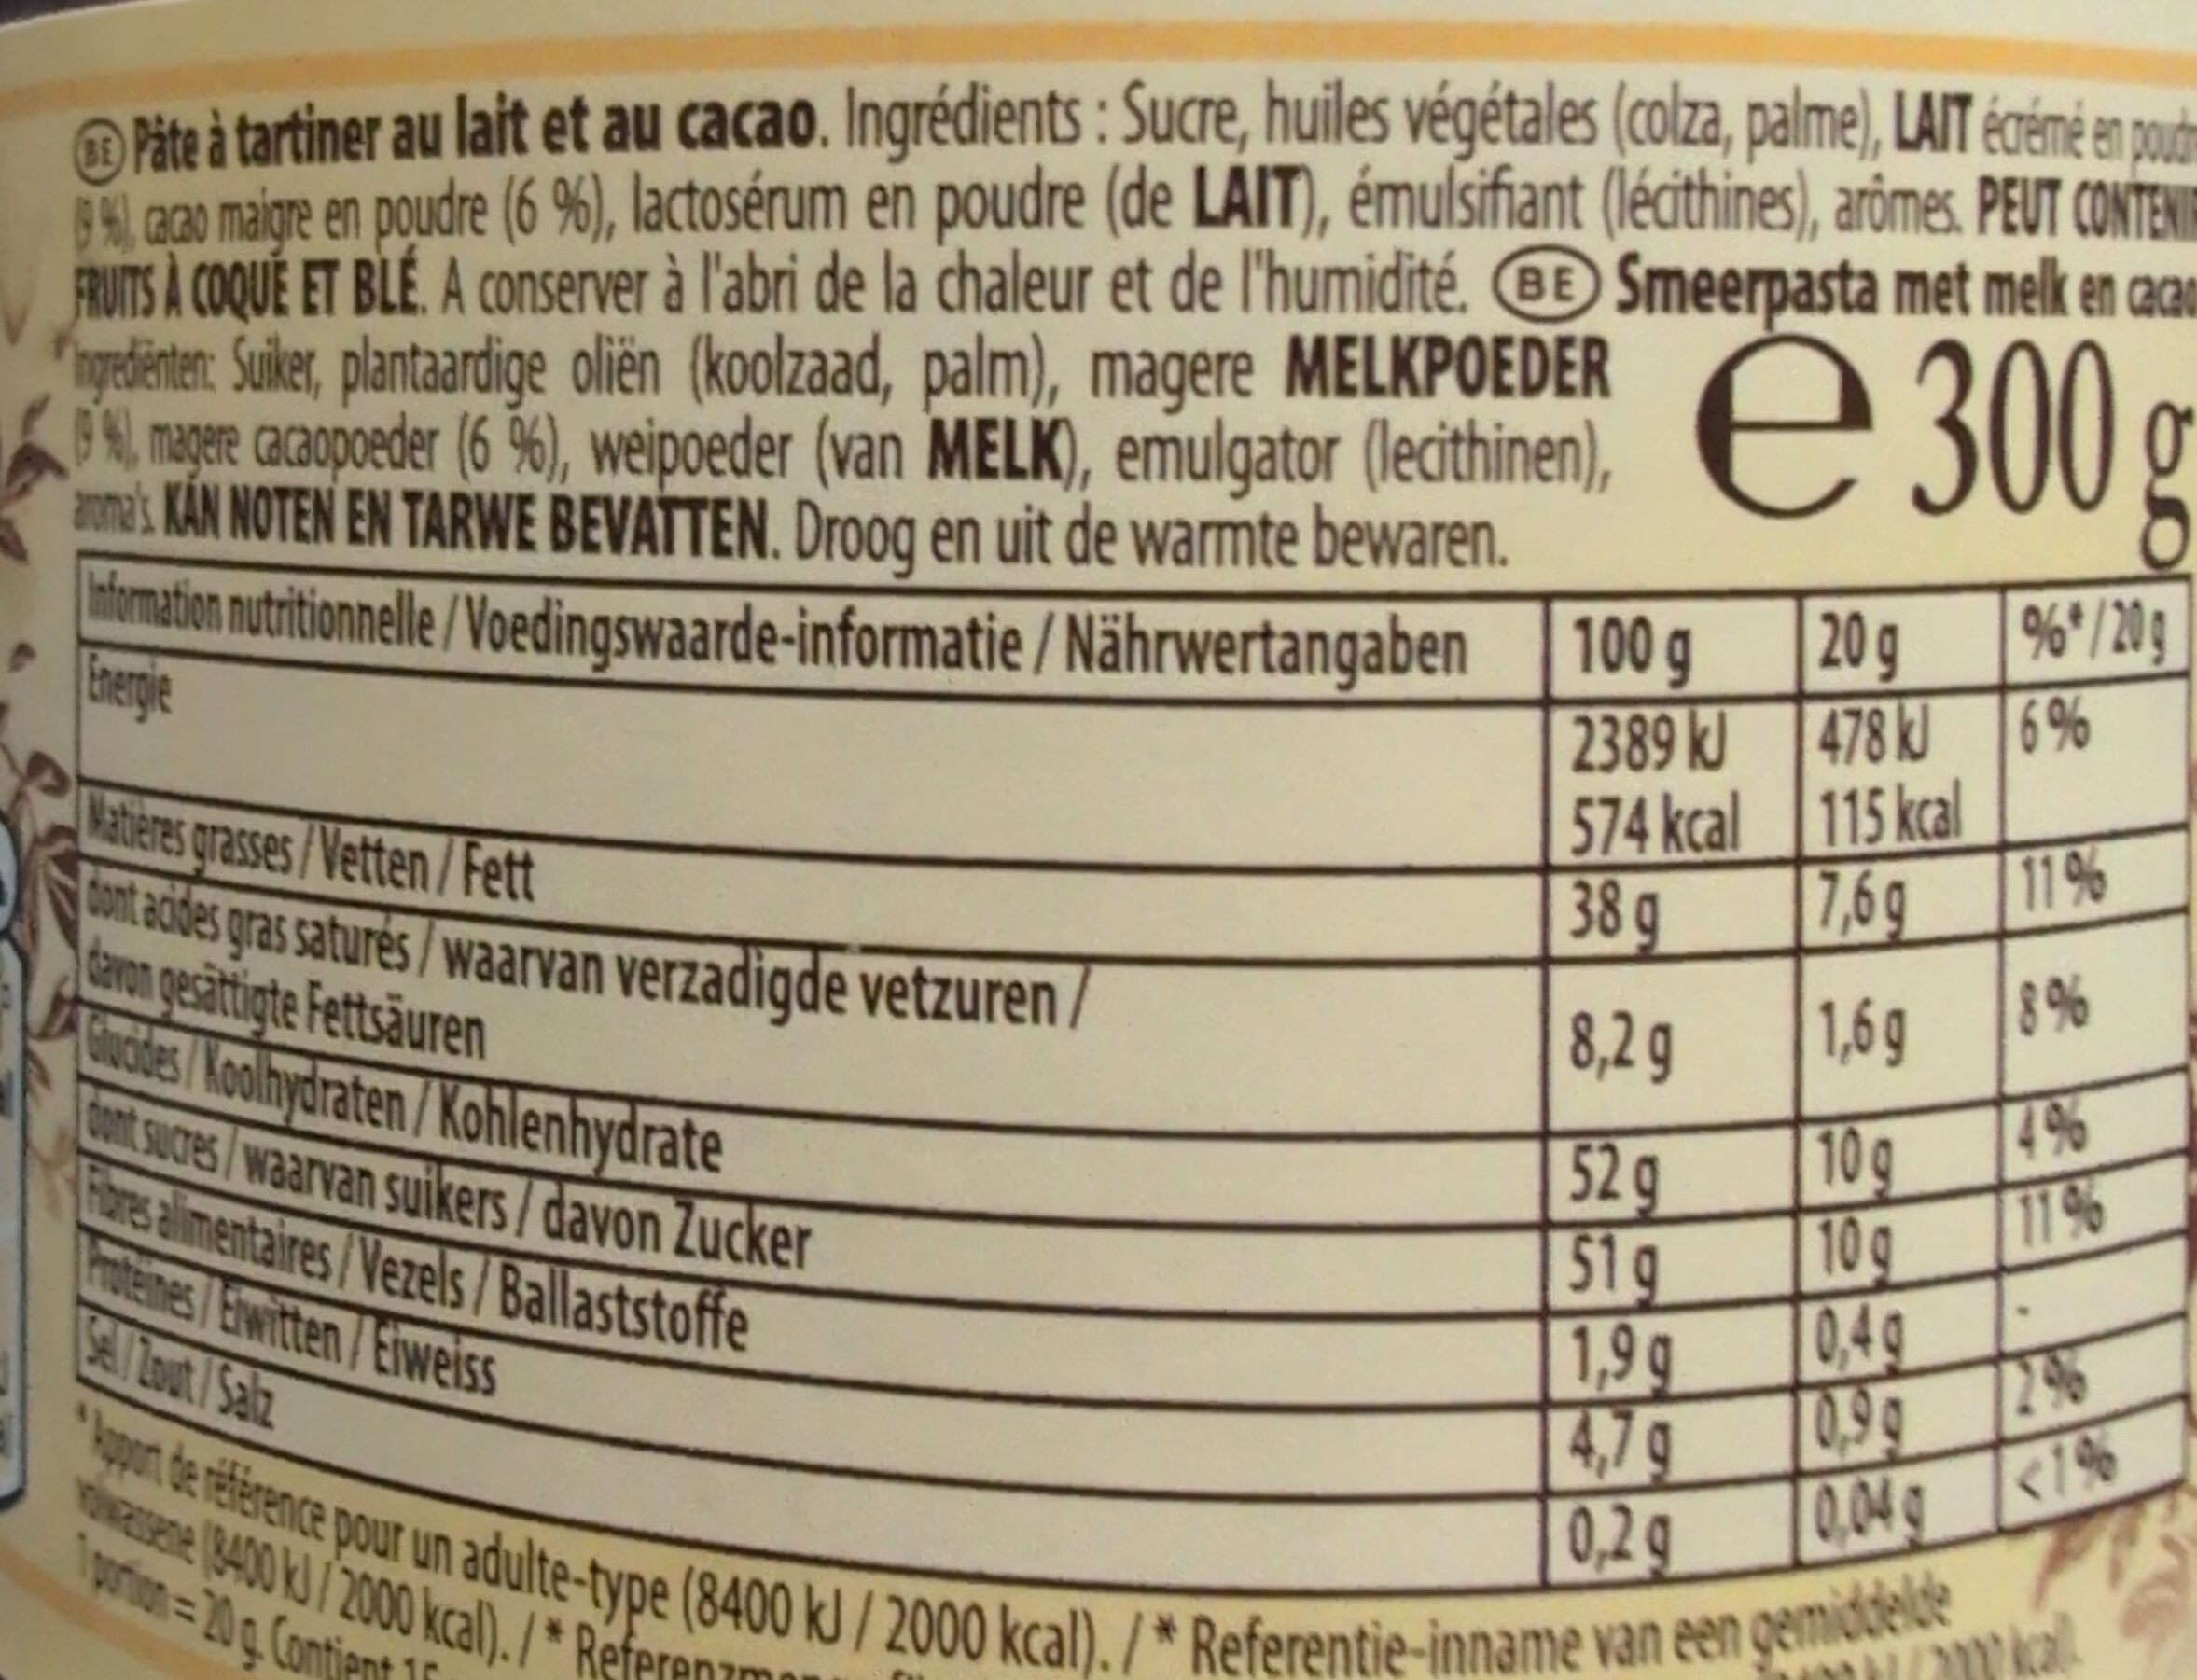 BE Pâte à tartiner au lait et au cacao. Ingrédients : Sucre, huiles végétales (colza, palme), LAIT écrémé en
(9 %), cacao maigre en poudre (6 %), lactosérum en poudre (de LAIT), émulsifiant (lécithines), arômes. PEUT CONTENIR
FRUITS À COQUE ET BLÉ. A conserver à l'abri de la chaleur et de l'humidité. BE Smeerpasta met melk en cacao
Ingrediënten: Suiker, plantaardige oliën (koolzaad, palm), magere MELKPOEDER
(9 %), magere cacaopoeder (6 %), weipoeder (van MELK), emulgator (lecithinen),
aroma's. KAN NOTEN EN TARWE BEVATTEN. Droog en uit de warmte bewaren.
e 300 g
Information nutritionnelle / Voedingswaarde-informatie / Nährwertangaben 100 g 20 g %* / 20 g
Energie 2389 kJ 478 kJ 6 %
574 kcal 115 kcal
Matières grasses / Vetten / Fett 38 g 7,6 g 11 %
dont acides gras saturés / waarvan verzadigde vetzuren /
davon gesättigte Fettsäuren 8,2 g 1,6 g 8 %
Glucides / Koolhydraten / Kohlenhydrate 52 g 10 g 4 %
dont sucres / waarvan suikers / davon Zucker 51 g 10 g 11 %
Fibres alimentaires / Vezels / Ballaststoffe 1,9 g 0,4 g -
Protéines / Eiwitten / Eiweiss 4,7 g 0,9 g 2 %
Sel / Zout / Salz 0,2 g 0,04 g <1 %
* Apport de référence pour un adulte-type (8400 kJ / 2000 kcal). / * Referentie-inname van een gemiddelde
volwassene (8400 kJ / 2000 kcal). / *
1 portion = 20 g. Contient